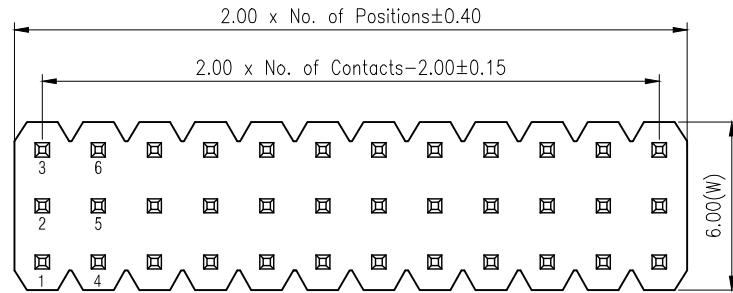 2.00 x No. of Positions±0.40
2.00 x No. of Contacts-2.00±0.15
3 6
2 5
1 4
6.00(W)